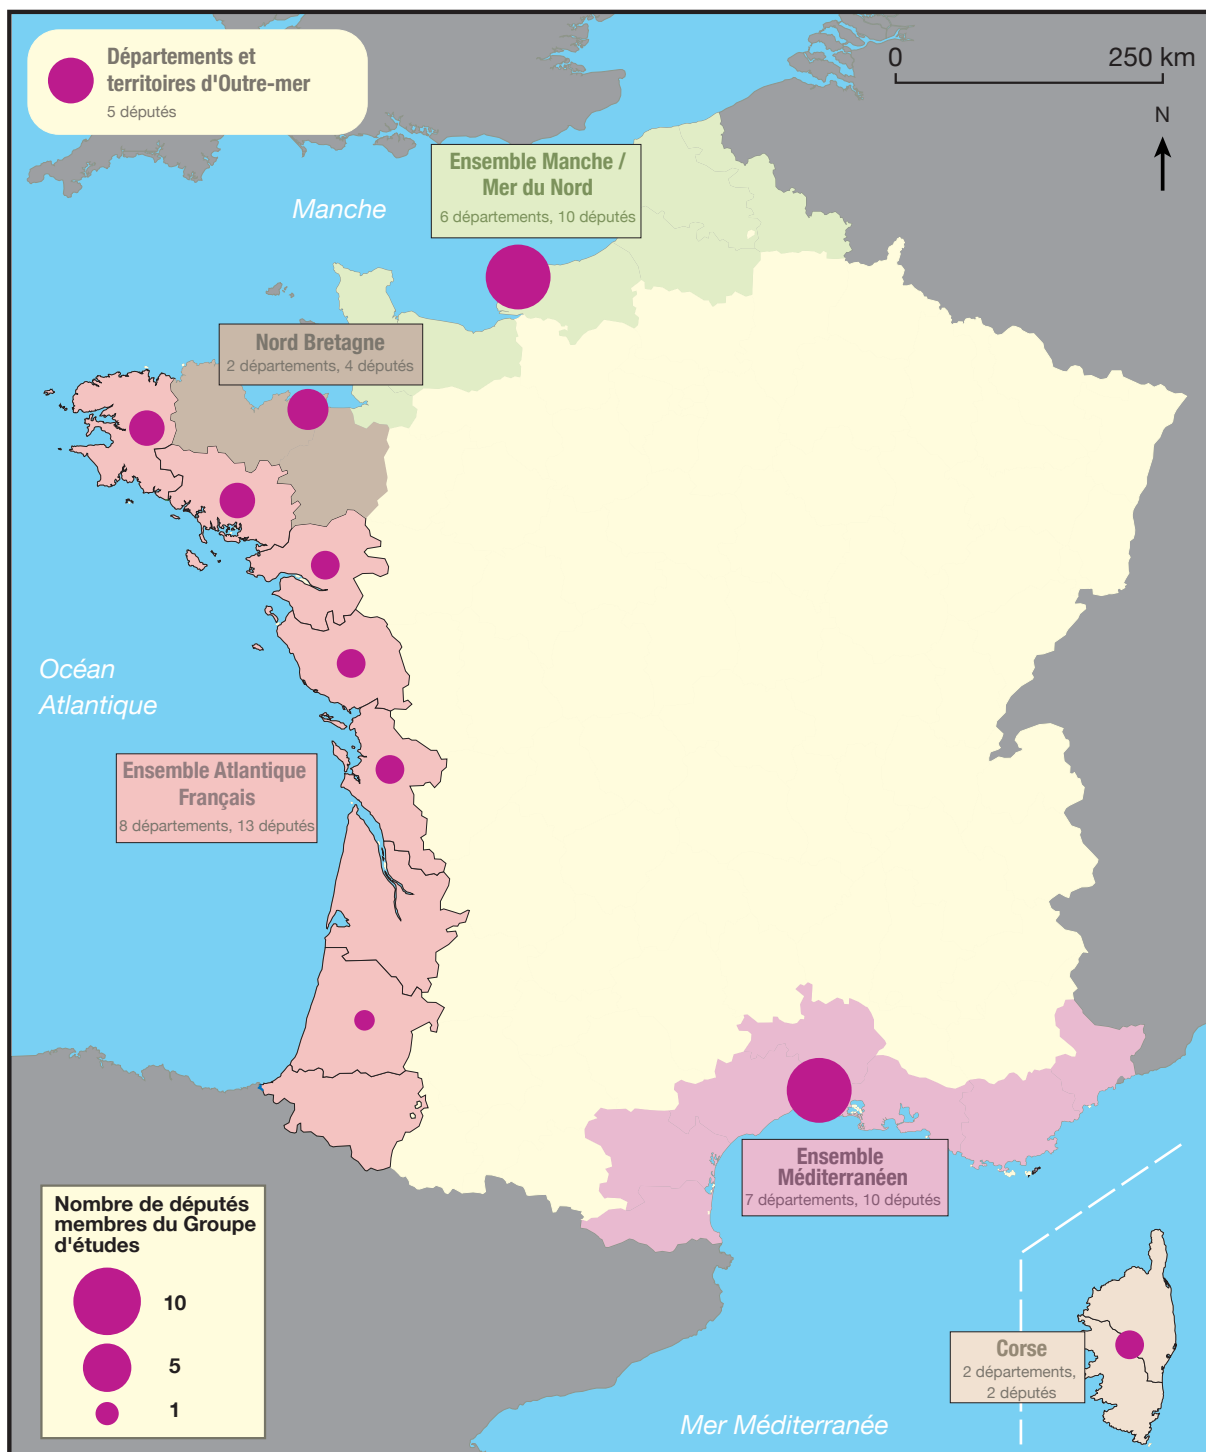 Départements et
territoires d'Outre-mer
5 députés
0 250 km
N
Ensemble Manche /
Mer du Nord
6 départements, 10 députés
Manche
Nord Bretagne
2 départements, 4 députés
Océan
Atlantique
Ensemble Atlantique
Français
8 départements, 13 députés
Ensemble
Méditerranéen
7 départements, 10 députés
Nombre de députés
membres du Groupe
d'études
10
5
1
Corse
2 départements,
2 députés
Mer Méditerranée